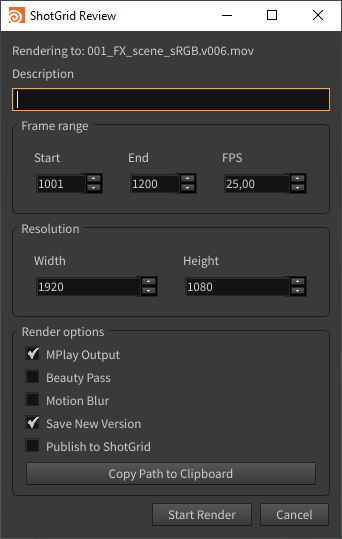 ShotGrid Review
Rendering to: 001_FX_scene_sRGB.v006.mov
Description
Frame range
Start End FPS
1001 1200 25,00
Resolution
Width Height
1920 1080
Render options
MPlay Output
Beauty Pass
Motion Blur
Save New Version
Publish to ShotGrid
Copy Path to Clipboard
Start Render Cancel